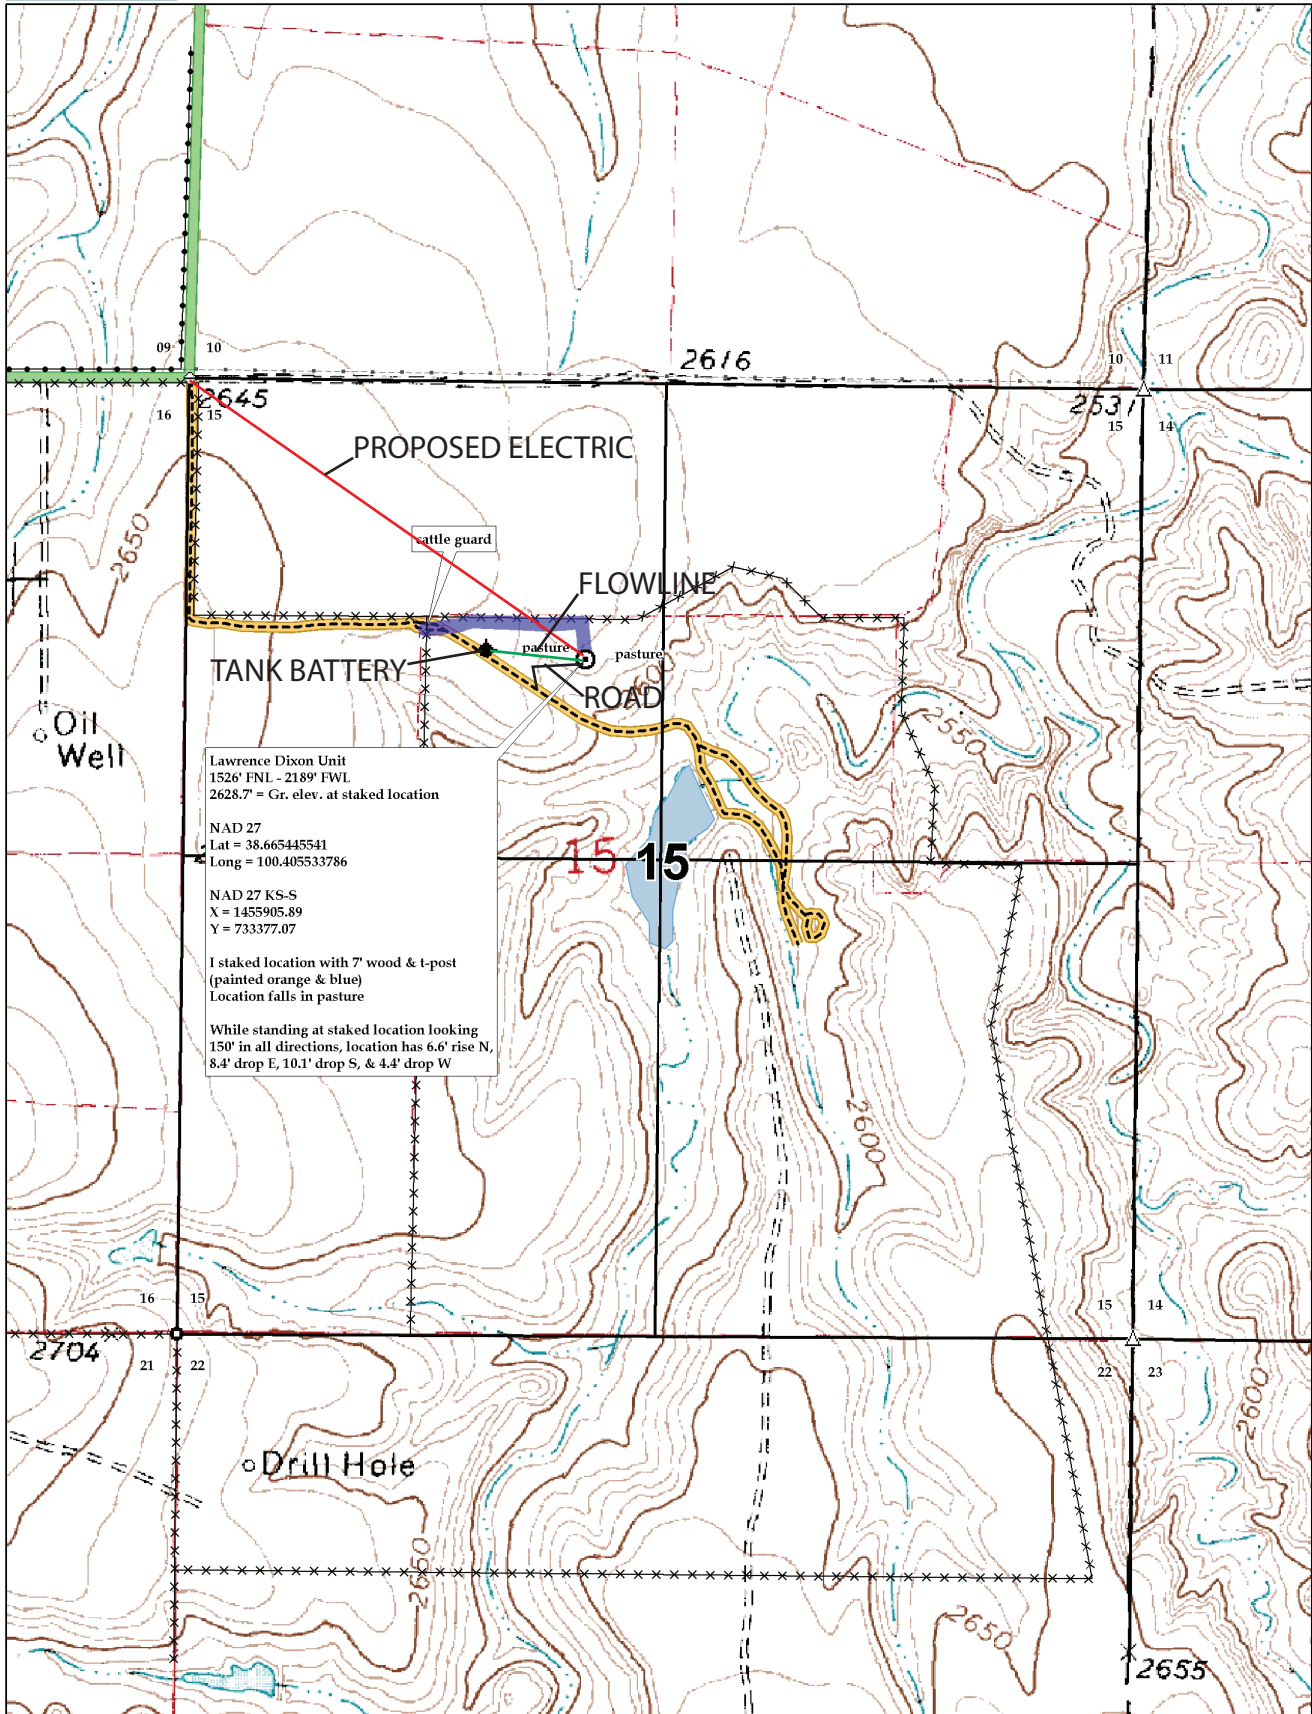 09 10
10 11
2616
2645
2531
16 15
15 14
PROPOSED ELECTRIC
2650
cattle guard
FLOWLINE
pasture
pasture
TANK BATTERY
ROAD
Oil
Well
2550
Lawrence Dixon Unit
1526' FNL - 2189' FWL
2628.7' = Gr. elev. at staked location
NAD 27
Lat = 38.665445541
Long = 100.405533786
NAD 27 KS-S
X = 1455905.89
Y = 733377.07
I staked location with 7' wood & t-post
(painted orange & blue)
Location falls in pasture
While standing at staked location looking
150' in all directions, location has 6.6' rise N,
8.4' drop E, 10.1' drop S, & 4.4' drop W
15 15
2600
16 15
15 14
2704
21 22
22 23
2600
Drill Hole
2650
2650
2655